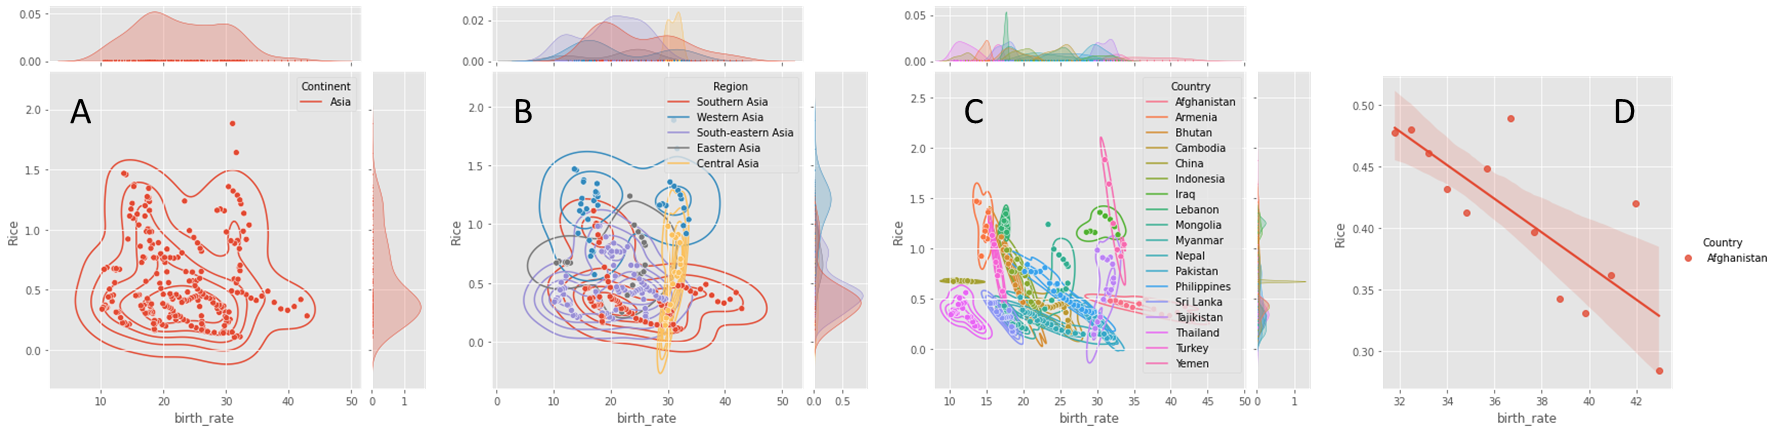 0.05
0.00
Continent
Asia
A
2.0
1.5
1.0
0.5
0.0
Rice
10 20 30 40 50
birth_rate
0 1
0.02
0.00
Region
Southern Asia
Western Asia
South-eastern Asia
Eastern Asia
Central Asia
B
2.0
1.5
1.0
0.5
0.0
Rice
0 10 20 30 40 50
birth_rate
0.0 0.5
0.05
0.00
Country
Afghanistan
Armenia
Bhutan
Cambodia
China
Indonesia
Iraq
Lebanon
Mongolia
Myanmar
Nepal
Pakistan
Philippines
Sri Lanka
Tajikistan
Thailand
Turkey
Yemen
C
2.5
2.0
1.5
1.0
0.5
0.0
Rice
10 15 20 25 30 35 40 45 50
birth_rate
0 1
D
0.50
0.45
0.40
0.35
0.30
Rice
32 34 36 38 40 42
birth_rate
Country
Afghanistan